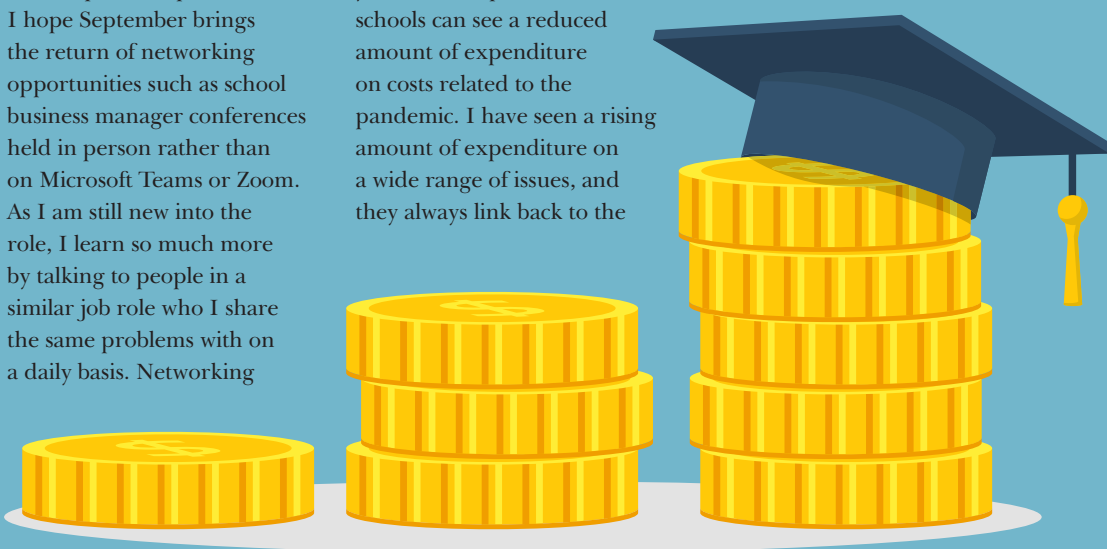 I hope September brings
the return of networking
opportunities such as school
business manager conferences
held in person rather than
on Microsoft Teams or Zoom.
As I am still new into the
role, I learn so much more
by talking to people in a
similar job role who I share
the same problems with on
a daily basis. Networking
schools can see a reduced
amount of expenditure
on costs related to the
pandemic. I have seen a rising
amount of expenditure on
a wide range of issues, and
they always link back to the
$
$
$